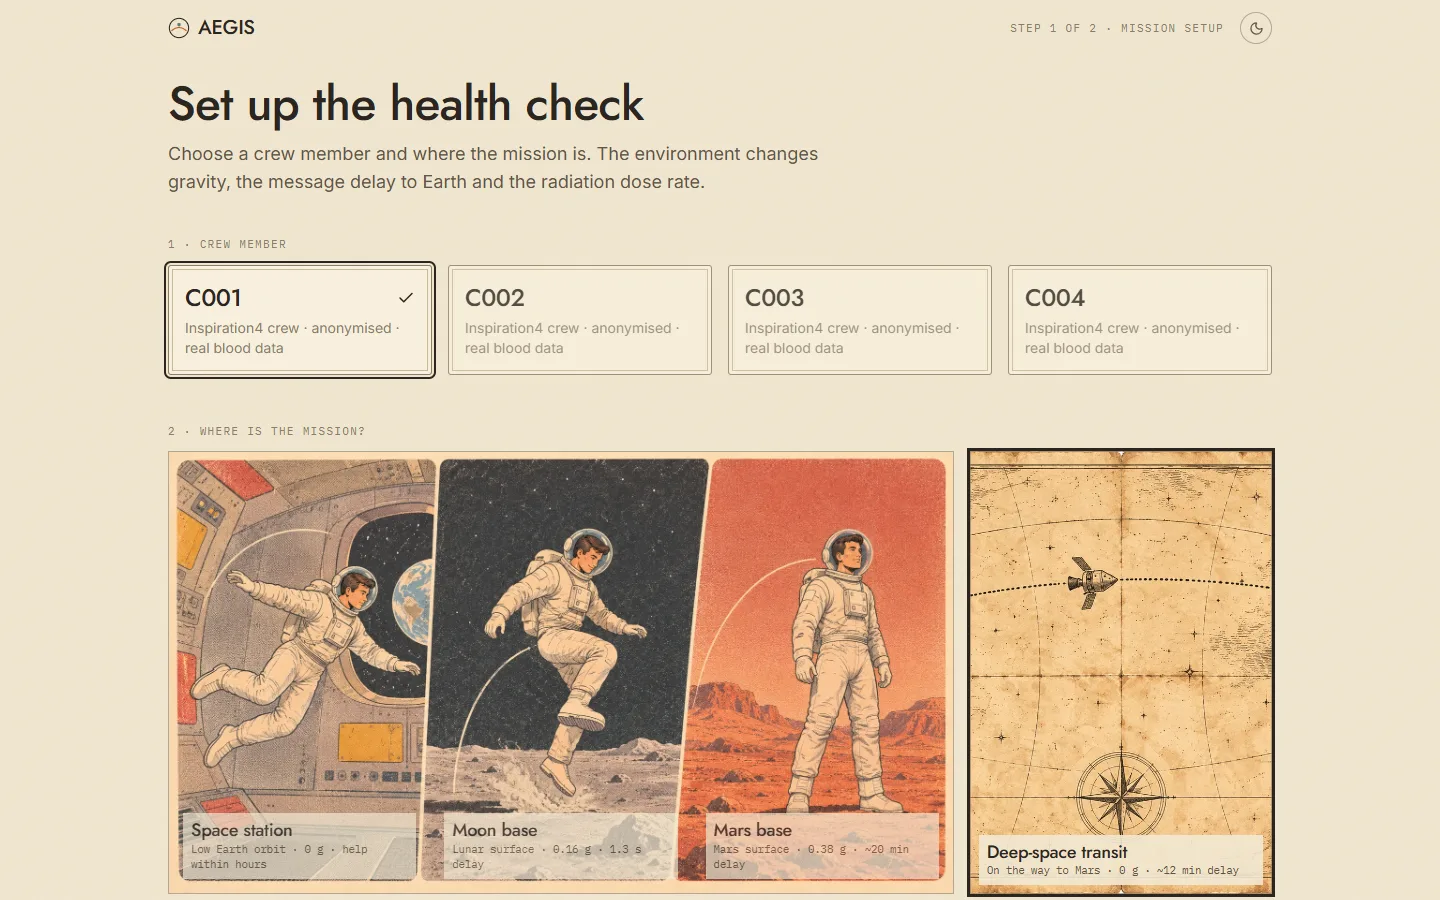 AEGIS
STEP 1 OF 2 · MISSION SETUP
Set up the health check
Choose a crew member and where the mission is. The environment changes
gravity, the message delay to Earth and the radiation dose rate.
1 · CREW MEMBER
C001
Inspiration4 crew · anonymised ·
real blood data
C002
Inspiration4 crew · anonymised ·
real blood data
C003
Inspiration4 crew · anonymised ·
real blood data
C004
Inspiration4 crew · anonymised ·
real blood data
2 · WHERE IS THE MISSION?
Space station
Low Earth orbit · 0 g · help
within hours
Moon base
Lunar surface · 0.16 g · 1.3 s
delay
Mars base
Mars surface · 0.38 g · ~20 min
delay
Deep-space transit
On the way to Mars · 0 g · ~12 min delay